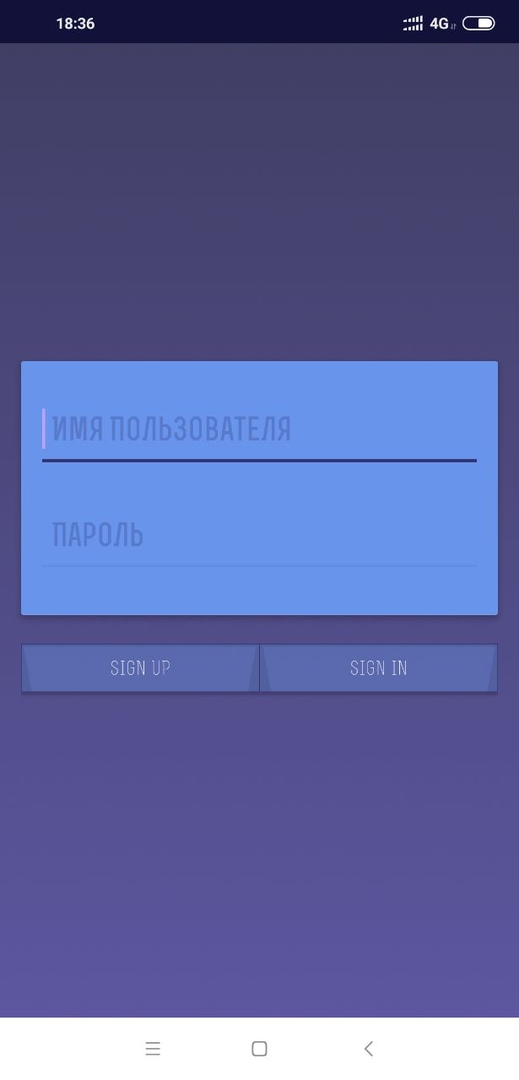 18:36
4G
ИМЯ ПОЛЬЗОВАТЕЛЯ
ПАРОЛЬ
SIGN UP
SIGN IN